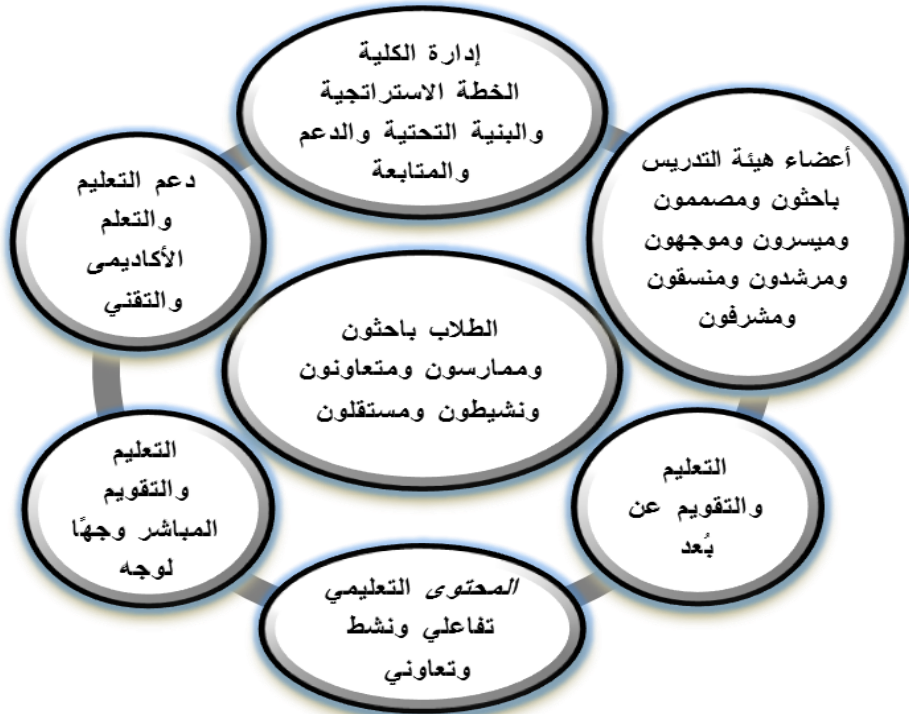 إدارة الكلية
الخطة الاستراتجية
والبنية التحتية والدعم
والمتابعة
أعضاء هيئة التدريس
باحثون ومصممون
وميسرون وموجهون
ومرشدون ومنسقون
ومشرفون
دعم التعليم
والتعلم
الأكاديمى
والتقني
الطلاب باحثون
وممارسون ومتعاونون
ونشيطون ومستقلون
التعليم
والتقويم عن
بُعد
التعليم
والتقويم
المباشر وجهًا
لوجه
المحتوى التعليمي
تفاعلي ونشط
وتعاوني